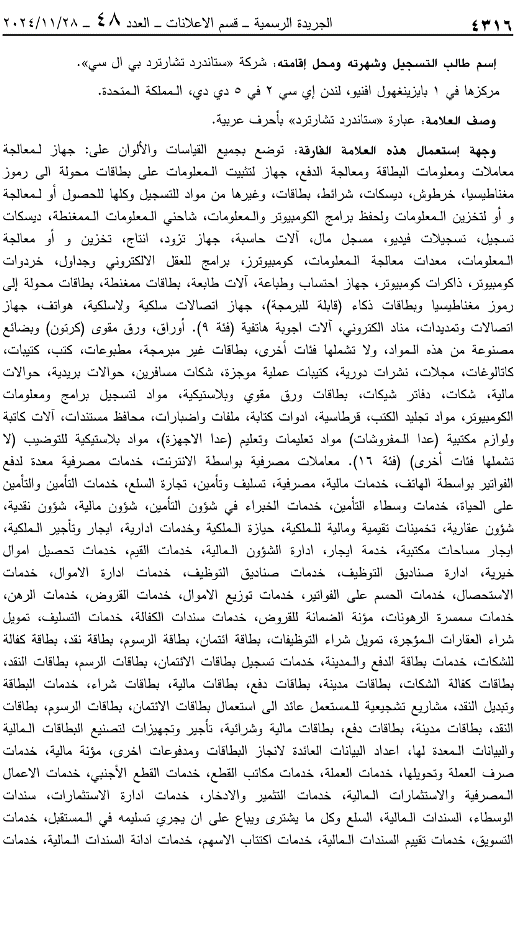 ٤٣١٦ الجريدة الرسمية ــ قسم الاعلانات ــ العدد ٤٨ ــ ٢٠٢٤/١١/٢٨
إسم طالب التسجيل وشهرته ومحل إقامته: شركة «ستاندرد تشارترد بي ال سي».
مركزها في ١ بايزينغهول افنيو، لندن إي سي ٢ في ٥ دي دي، المملكة المتحدة.
وصف العلامة: عبارة «ستاندرد تشارترد» بأحرف عربية.
وجهة إستعمال هذه العلامة الفارقة: توضع بجميع القياسات والألوان على: جهاز لمعالجة
معاملات ومعلومات البطاقة ومعالجة الدفع، جهاز لتثبيت المعلومات على بطاقات محولة الى رموز
مغناطيسيا، خرطوش، ديسكات، شرائط، بطاقات، وغيرها من مواد للتسجيل وكلها للحصول أو لمعالجة
و أو لتخزين المعلومات ولحفظ برامج الكومبيوتر والمعلومات، شاحني المعلومات الممغنطة، ديسكات
تسجيل، تسجيلات فيديو، مسجل مال، آلات حاسبة، جهاز تزود، انتاج، تخزين و أو معالجة
المعلومات، معدات معالجة المعلومات، كومبيوترز، برامج للعقل الالكتروني وجداول، خردوات
كومبيوتر، ذاكرات كومبيوتر، جهاز احتساب وطباعة، آلات طابعة، بطاقات ممغنطة، بطاقات محولة إلى
رموز مغناطيسيا وبطاقات ذكاء (قابلة للبرمجة)، جهاز اتصالات سلكية ولاسلكية، هواتف، جهاز
اتصالات وتمديدات، مناد الكتروني، آلات اجوبة هاتفية (فئة ٩). أوراق، ورق مقوى (كرتون) وبضائع
مصنوعة من هذه المواد، ولا تشملها فئات أخرى، بطاقات غير مبرمجة، مطبوعات، كتب، كتيبات،
كاتالوغات، مجلات، نشرات دورية، كتيبات عملية موجزة، شكات مسافرين، حوالات بريدية، حوالات
مالية، شكات، دفاتر شيكات، بطاقات ورق مقوي وبلاستيكية، مواد لتسجيل برامج ومعلومات
الكومبيوتر، مواد تجليد الكتب، قرطاسية، ادوات كتابة، ملفات واضبارات، محافظ مستندات، آلات كاتبة
ولوازم مكتبية (عدا المفروشات) مواد تعليمات وتعليم (عدا الاجهزة)، مواد بلاستيكية للتوضيب (لا
تشملها فئات أخرى) (فئة ١٦). معاملات مصرفية بواسطة الانترنت، خدمات مصرفية معدة لدفع
الفواتير بواسطة الهاتف، خدمات مالية، مصرفية، تسليف وتأمين، تجارة السلع، خدمات التأمين والتأمين
على الحياة، خدمات وسطاء التأمين، خدمات الخبراء في شؤون التأمين، شؤون مالية، شؤون نقدية،
شؤون عقارية، تخمينات تقيمية ومالية للملكية، حيازة الملكية وخدمات ادارية، ايجار وتأجير الملكية،
ايجار مساحات مكتبية، خدمة ايجار، ادارة الشؤون المالية، خدمات القيم، خدمات تحصيل اموال
خيرية، ادارة صناديق التوظيف، خدمات صناديق التوظيف، خدمات ادارة الاموال، خدمات
الاستحصال، خدمات الحسم على الفواتير، خدمات توزيع الاموال، خدمات القروض، خدمات الرهن،
خدمات سمسرة الرهونات، مؤنة الضمانة للقروض، خدمات سندات الكفالة، خدمات التسليف، تمويل
شراء العقارات المؤجرة، تمويل شراء التوظيفات، بطاقة ائتمان، بطاقة الرسوم، بطاقة نقد، بطاقة كفالة
للشكات، خدمات بطاقة الدفع والمدينة، خدمات تسجيل بطاقات الائتمان، بطاقات الرسم، بطاقات النقد،
بطاقات كفالة الشكات، بطاقات مدينة، بطاقات دفع، بطاقات مالية، بطاقات شراء، خدمات البطاقة
وتبديل النقد، مشاريع تشجيعية للمستعمل عائد الى استعمال بطاقات الائتمان، بطاقات الرسوم، بطاقات
النقد، بطاقات مدينة، بطاقات دفع، بطاقات مالية وشرائية، تأجير وتجهيزات لتصنيع البطاقات المالية
والبيانات المعدة لها، اعداد البيانات العائدة لانجاز البطاقات ومدفوعات اخرى، مؤنة مالية، خدمات
صرف العملة وتحويلها، خدمات العملة، خدمات مكاتب القطع، خدمات القطع الأجنبي، خدمات الاعمال
المصرفية والاستثمارات المالية، خدمات التثمير والادخار، خدمات ادارة الاستثمارات، سندات
الوسطاء، السندات المالية، السلع وكل ما يشترى ويباع على ان يجري تسليمه في المستقبل، خدمات
التسويق، خدمات تقييم السندات المالية، خدمات اكتتاب الاسهم، خدمات ادانة السندات المالية، خدمات